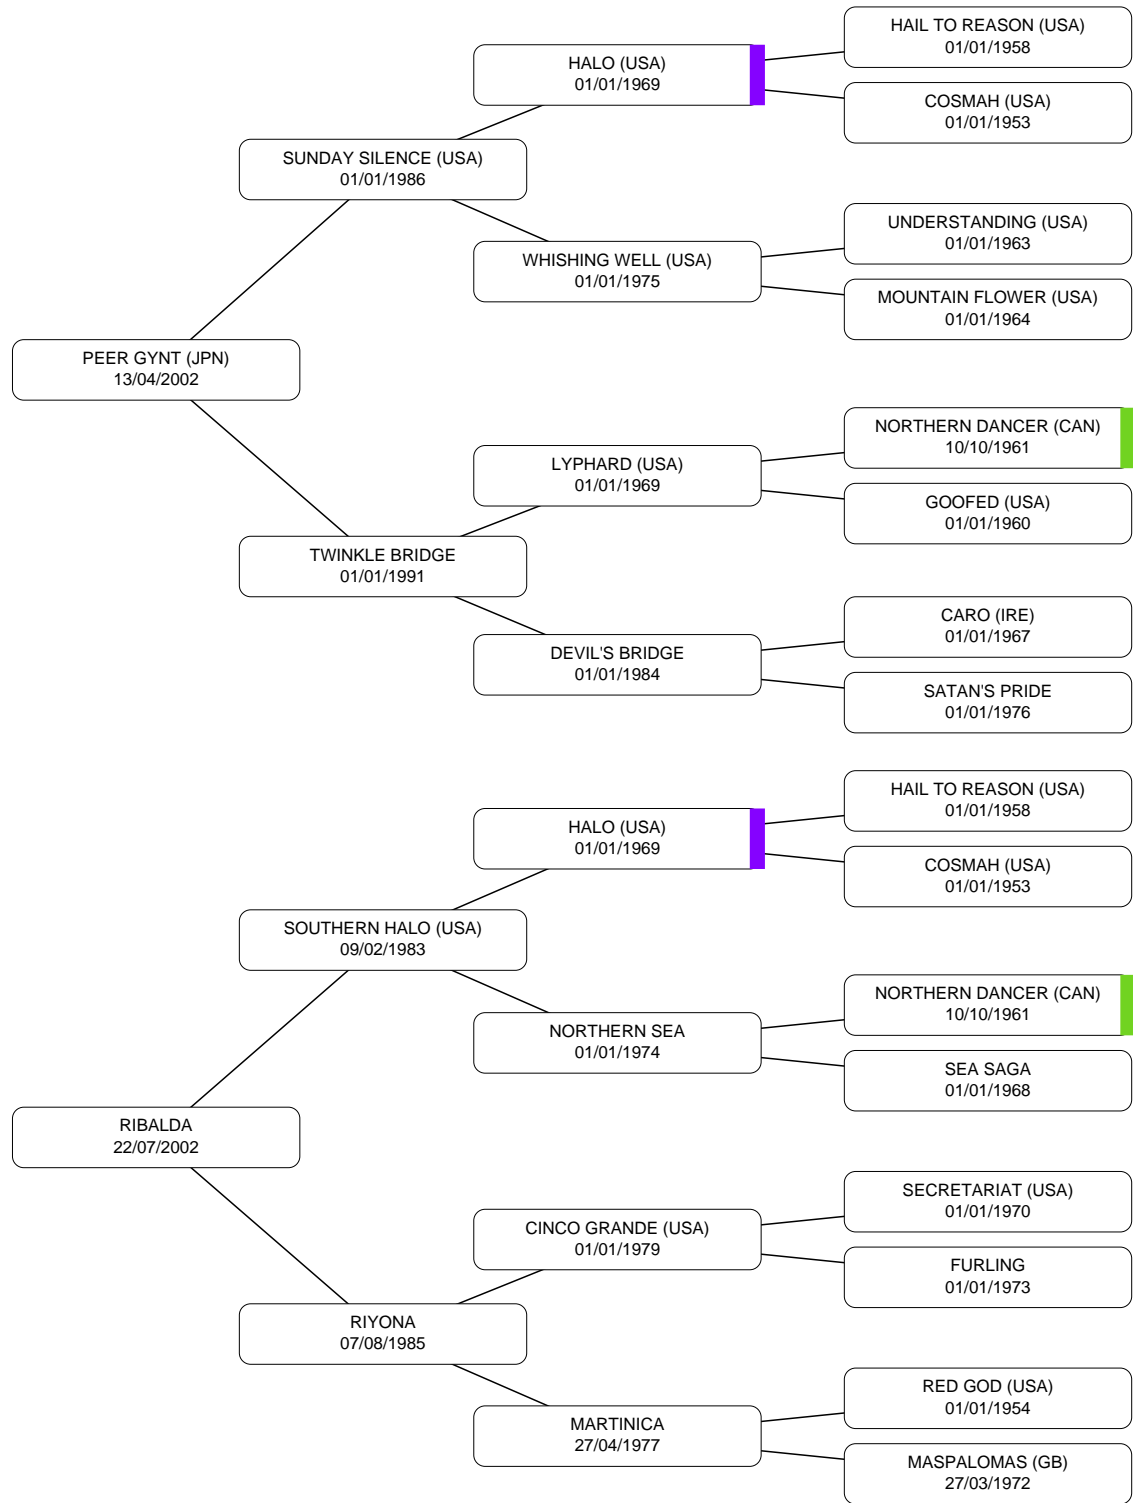 HAIL TO REASON (USA)
01/01/1958
HALO (USA)
01/01/1969
COSMAH (USA)
01/01/1953
SUNDAY SILENCE (USA)
01/01/1986
UNDERSTANDING (USA)
01/01/1963
WHISHING WELL (USA)
01/01/1975
MOUNTAIN FLOWER (USA)
01/01/1964
PEER GYNT (JPN)
13/04/2002
NORTHERN DANCER (CAN)
10/10/1961
LYPHARD (USA)
01/01/1969
GOOFED (USA)
01/01/1960
TWINKLE BRIDGE
01/01/1991
CARO (IRE)
01/01/1967
DEVIL'S BRIDGE
01/01/1984
SATAN'S PRIDE
01/01/1976
HAIL TO REASON (USA)
01/01/1958
HALO (USA)
01/01/1969
COSMAH (USA)
01/01/1953
SOUTHERN HALO (USA)
09/02/1983
NORTHERN DANCER (CAN)
10/10/1961
NORTHERN SEA
01/01/1974
SEA SAGA
01/01/1968
RIBALDA
22/07/2002
SECRETARIAT (USA)
01/01/1970
CINCO GRANDE (USA)
01/01/1979
FURLING
01/01/1973
RIYONA
07/08/1985
RED GOD (USA)
01/01/1954
MARTINICA
27/04/1977
MASPALOMAS (GB)
27/03/1972